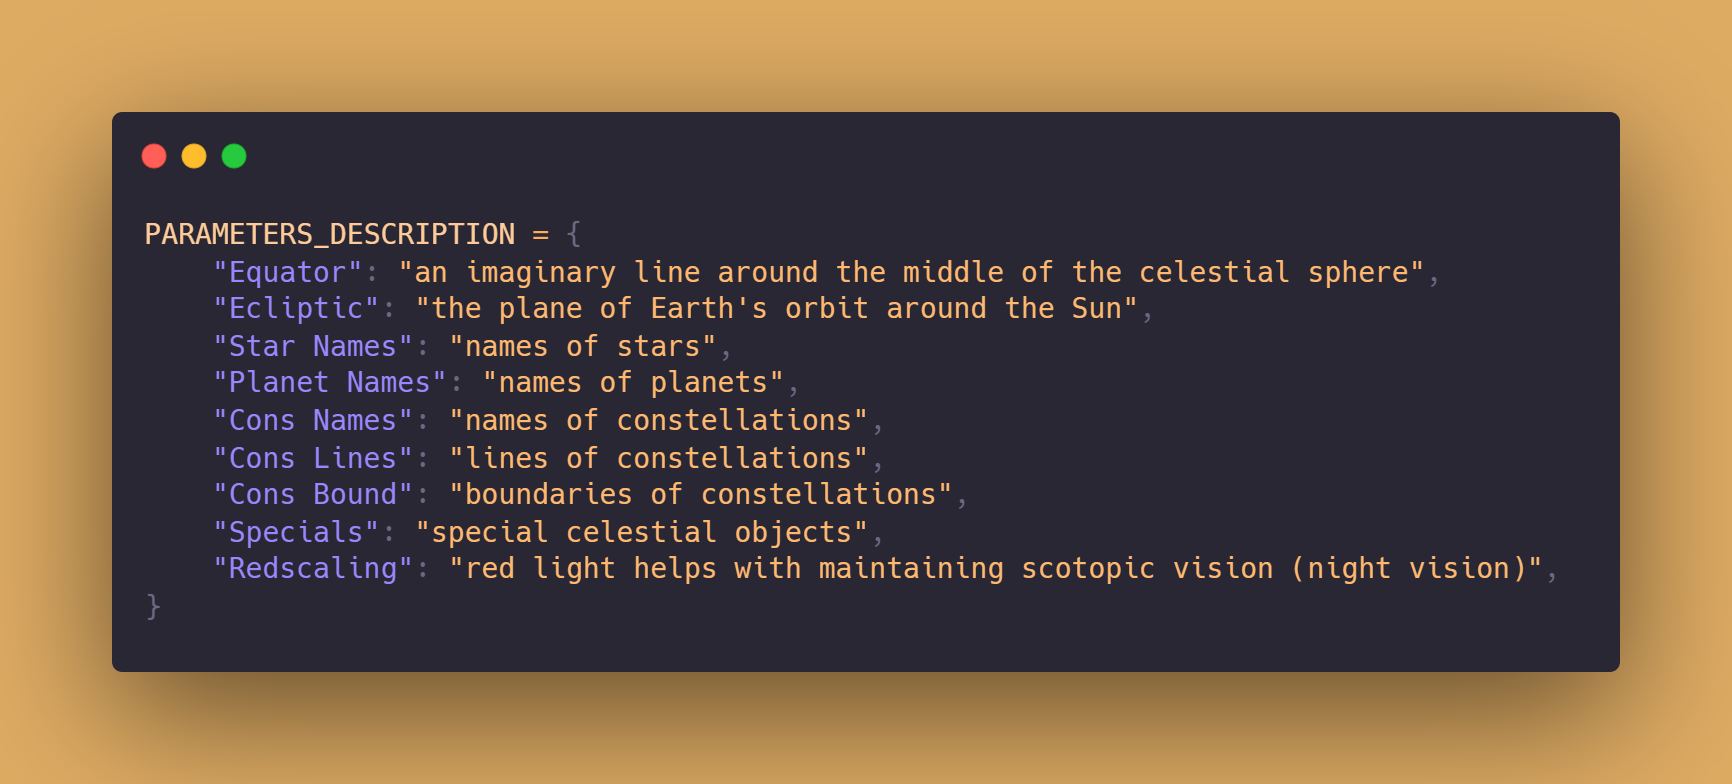 PARAMETERS_DESCRIPTION = {
    "Equator": "an imaginary line around the middle of the celestial sphere",
    "Ecliptic": "the plane of Earth's orbit around the Sun",
    "Star Names": "names of stars",
    "Planet Names": "names of planets",
    "Cons Names": "names of constellations",
    "Cons Lines": "lines of constellations",
    "Cons Bound": "boundaries of constellations",
    "Specials": "special celestial objects",
    "Redscaling": "red light helps with maintaining scotopic vision (night vision)",
}